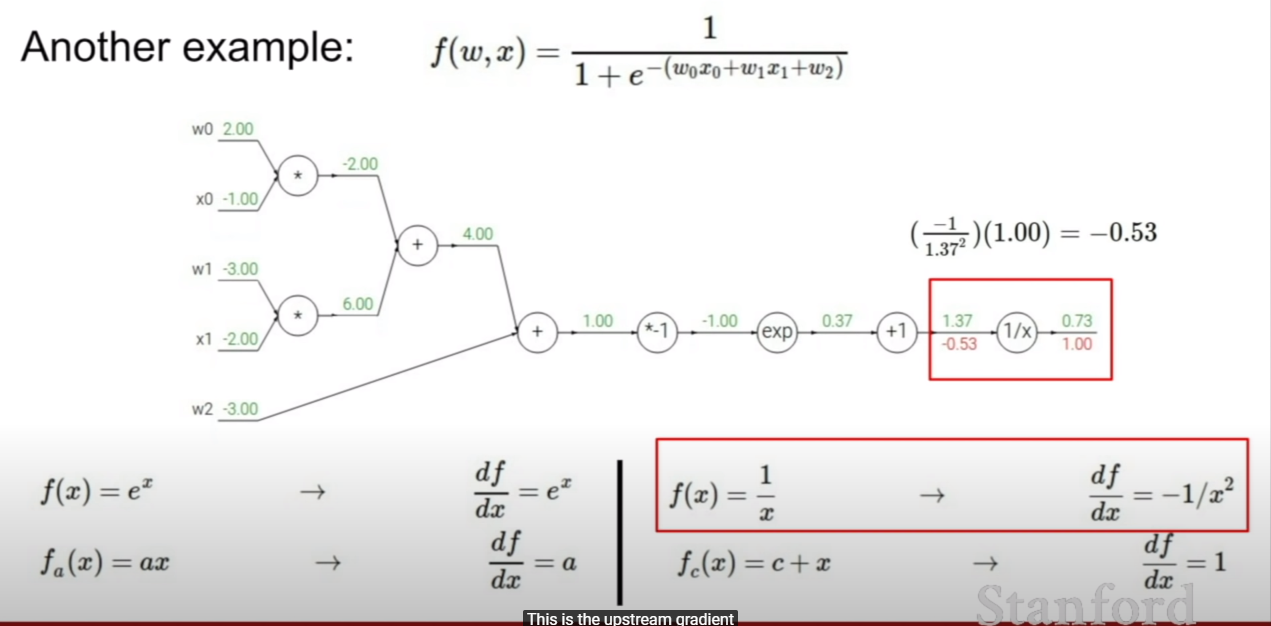 Another example: f(w,x) = 1 / (1 + e^−(w₀x₀+w₁x₁+w₂))
w0 2.00
-2.00
*
x0 -1.00
4.00
+
(−1/1.37²)(1.00) = −0.53
w1 -3.00
6.00
*
x1 -2.00
+ 1.00 *-1 -1.00 exp 0.37 +1 1.37 1/x 0.73
-0.53 1.00
w2 -3.00
f(x) = eˣ → df/dx = eˣ
f(x) = 1/x → df/dx = −1/x²
fₐ(x) = ax → df/dx = a
f_c(x) = c + x → df/dx = 1
Stanford
This is the upstream gradient